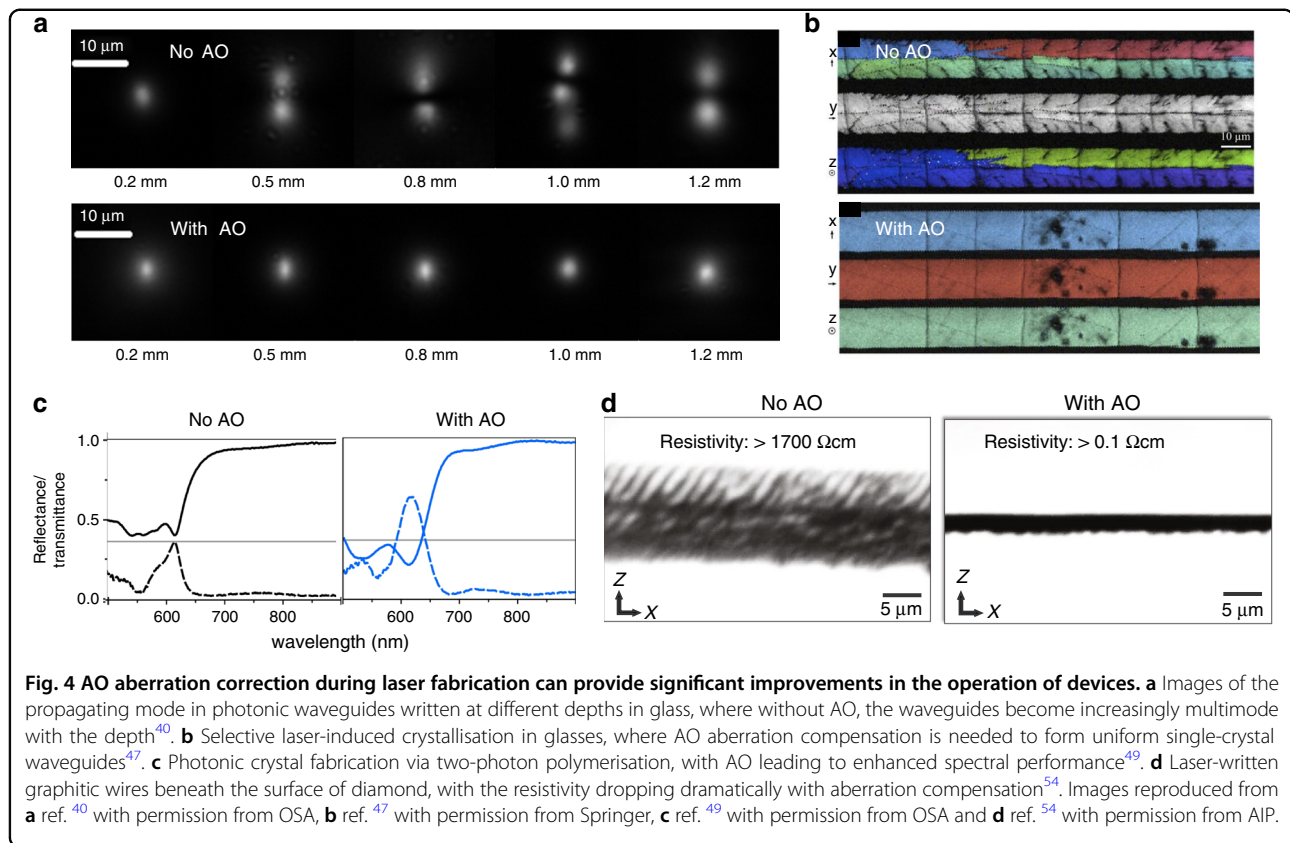 a
10 μm
No AO
0.2 mm 0.5 mm 0.8 mm 1.0 mm 1.2 mm
10 μm
With AO
0.2 mm 0.5 mm 0.8 mm 1.0 mm 1.2 mm
b
No AO
x
y
z
10 μm
With AO
x
y
z
c
No AO With AO
Reflectance/
transmittance
1.0
0.5
0.0
600 700 800 600 700 800
wavelength (nm)
d
No AO With AO
Resistivity: > 1700 Ωcm
Z
X
5 μm
Resistivity: > 0.1 Ωcm
Z
X
5 μm
Fig. 4 AO aberration correction during laser fabrication can provide significant improvements in the operation of devices. a Images of the
propagating mode in photonic waveguides written at different depths in glass, where without AO, the waveguides become increasingly multimode
with the depth40. b Selective laser-induced crystallisation in glasses, where AO aberration compensation is needed to form uniform single-crystal
waveguides47. c Photonic crystal fabrication via two-photon polymerisation, with AO leading to enhanced spectral performance49. d Laser-written
graphitic wires beneath the surface of diamond, with the resistivity dropping dramatically with aberration compensation54. Images reproduced from
a ref. 40 with permission from OSA, b ref. 47 with permission from Springer, c ref. 49 with permission from OSA and d ref. 54 with permission from AIP.